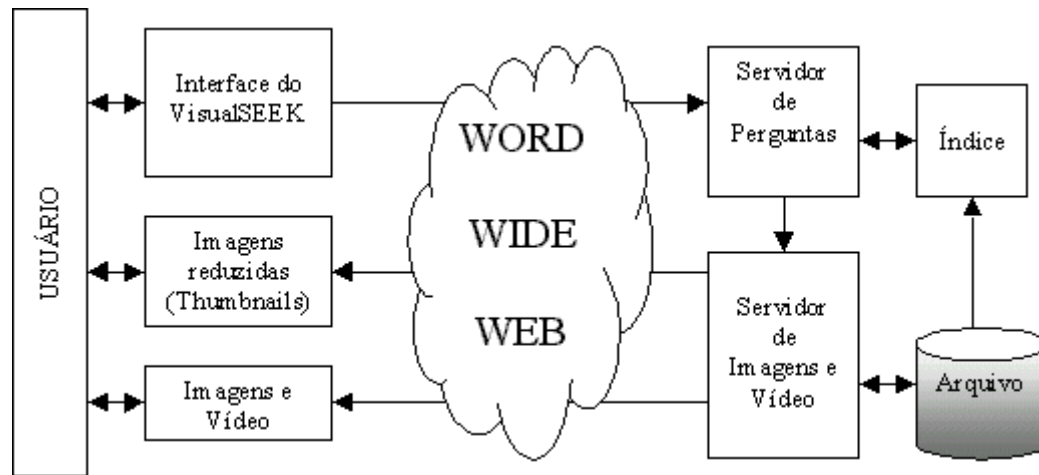 USUÁRIO
Interface do
VisualSEEK
Imagens
reduzidas
(Thumbnails)
Imagens e
Vídeo
WORD
WIDE
WEB
Servidor
de
Perguntas
Índice
Servidor
de
Imagens e
Vídeo
Arquivo